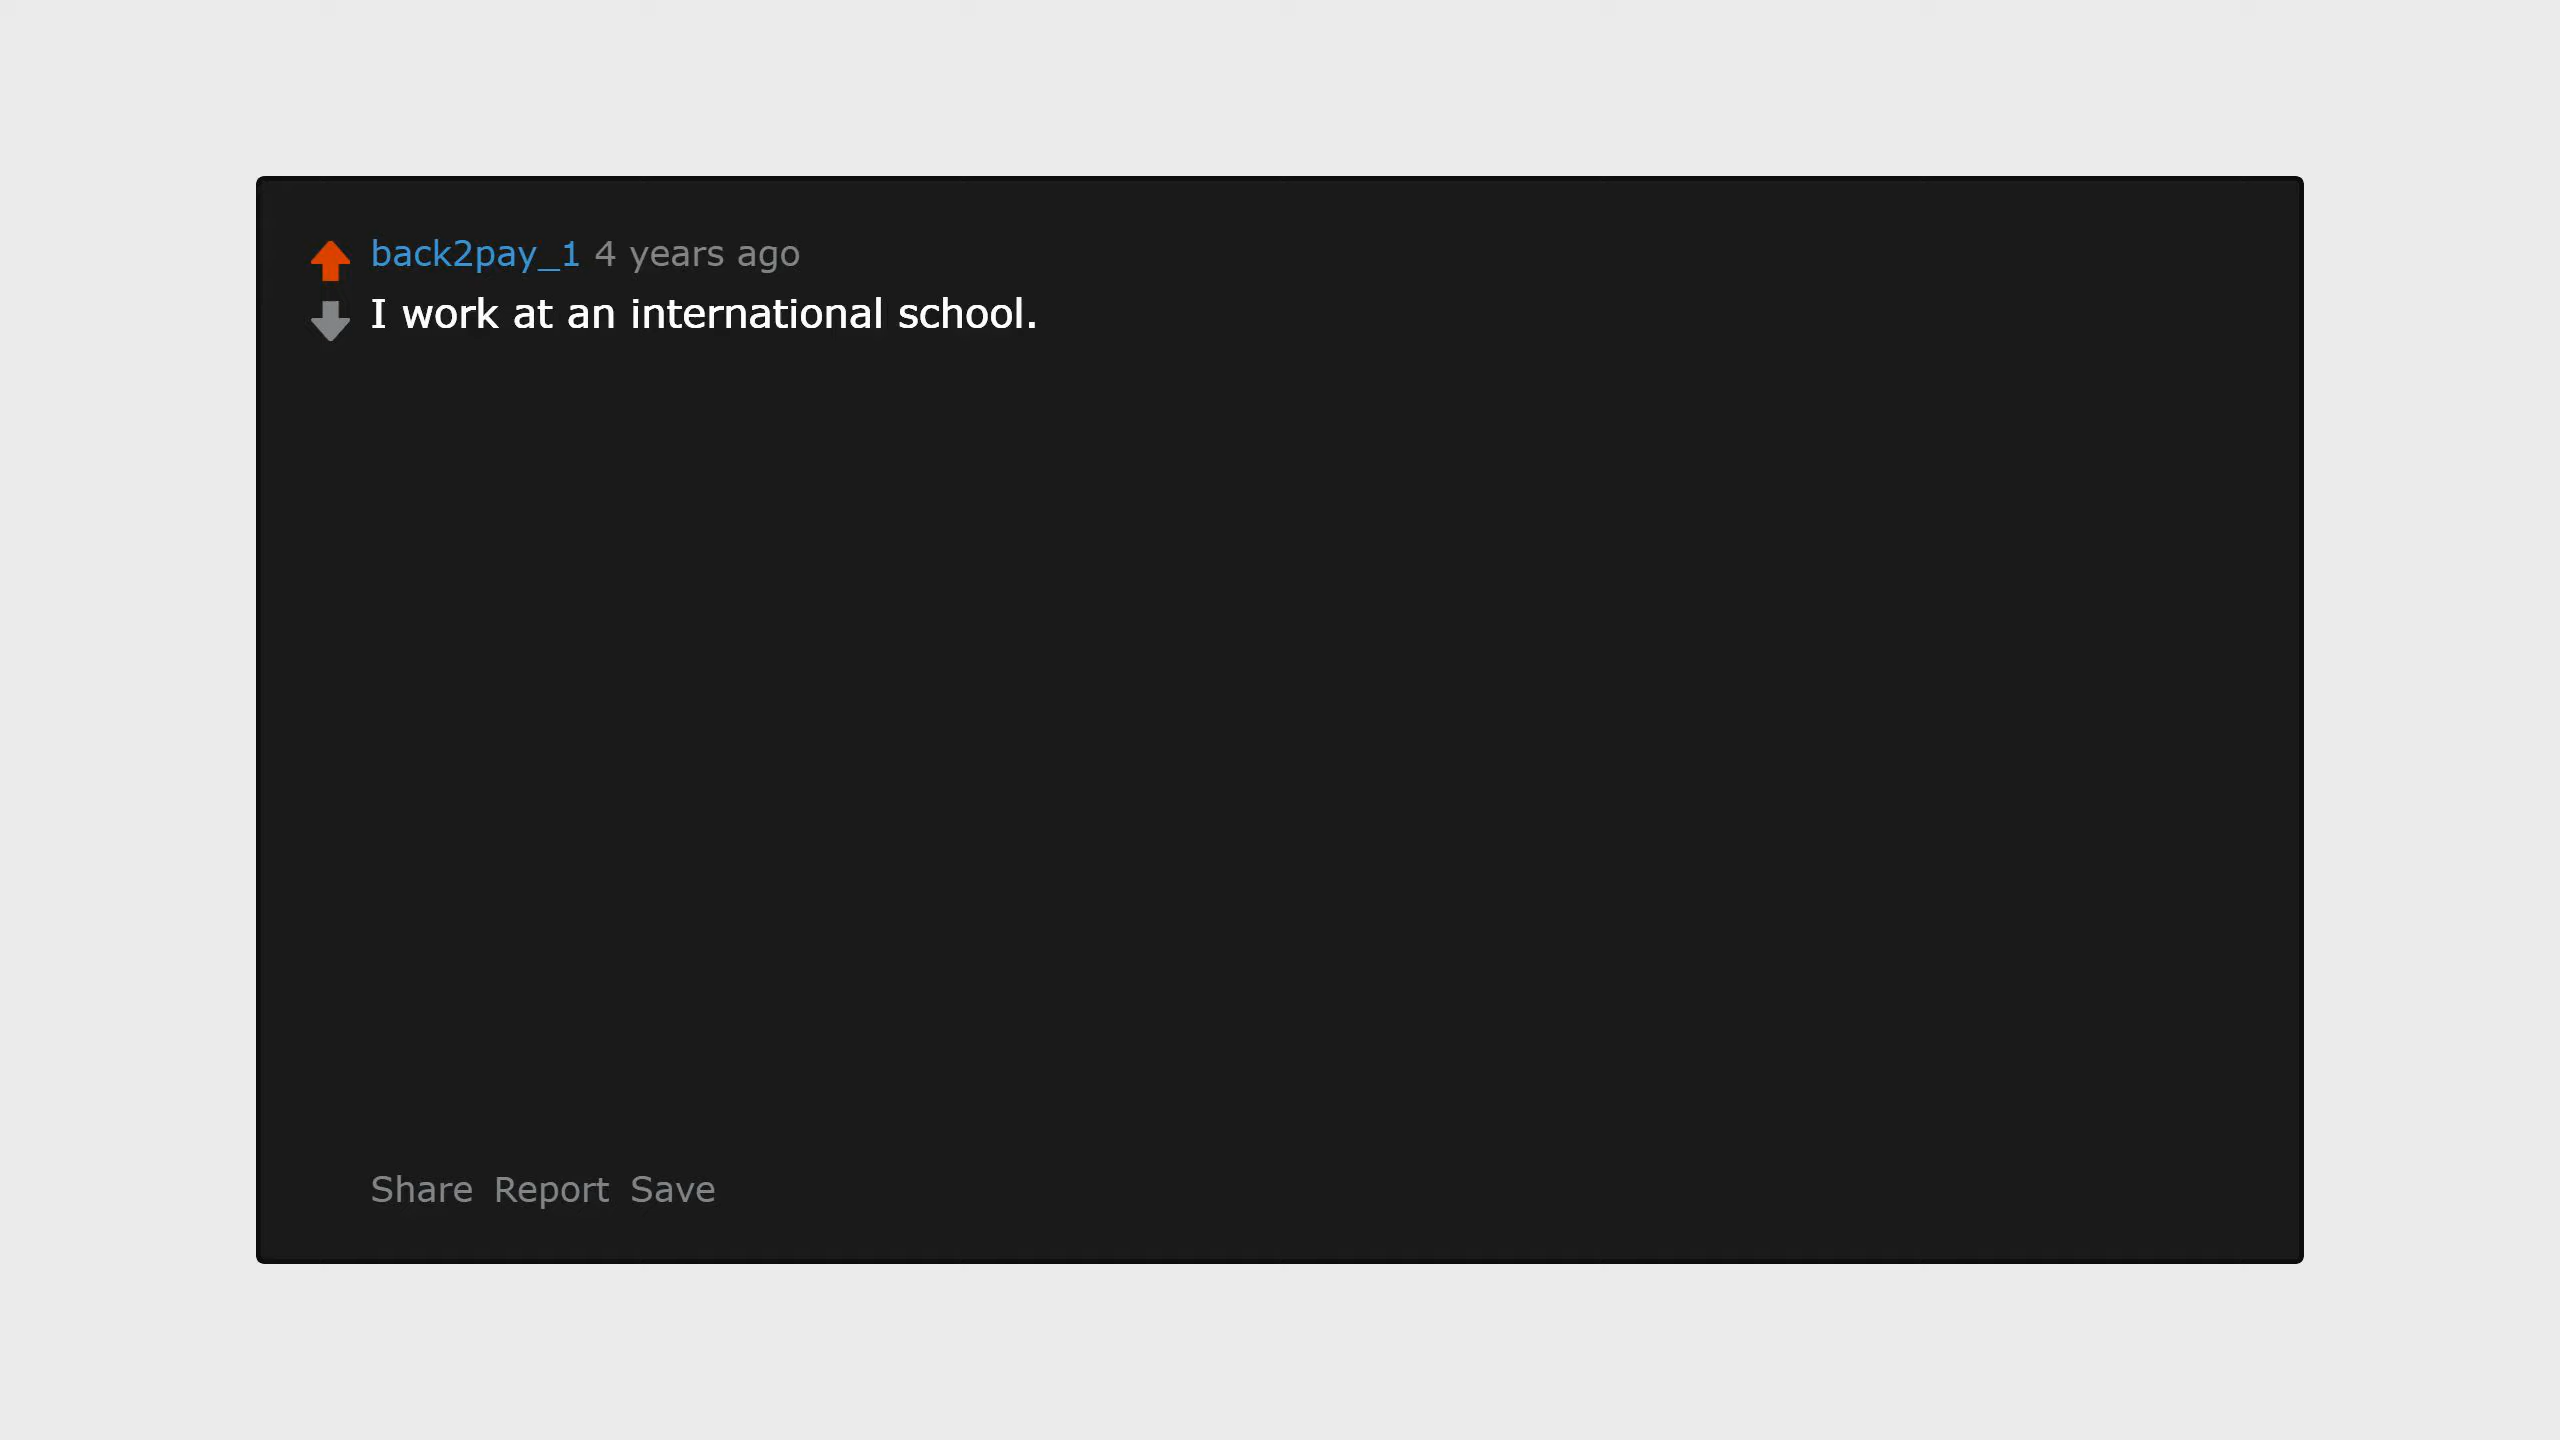 back2pay_1 4 years ago
I work at an international school.
Share Report Save